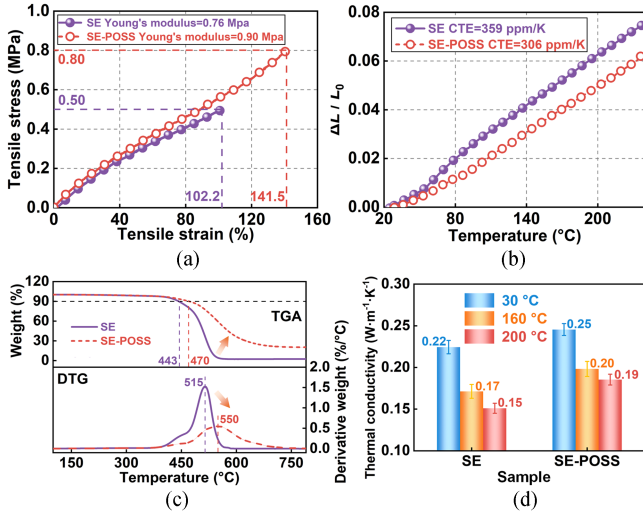 SE Young's modulus=0.76 Mpa
SE-POSS Young's modulus=0.90 Mpa
0.80
0.50
102.2
141.5
0.0
0.2
0.4
0.6
0.8
1.0
0
40
80
120
160
Tensile stress (MPa)
Tensile strain (%)
(a)
SE CTE=359 ppm/K
SE-POSS CTE=306 ppm/K
0.00
0.02
0.04
0.06
0.08
20
80
140
200
ΔL / L0
Temperature (°C)
(b)
120
90
60
30
0
Weight (%)
SE
SE-POSS
TGA
443
470
DTG
515
550
2.0
1.5
1.0
0.5
0.0
Derivative weight (%/°C)
150
300
450
600
750
Temperature (°C)
(c)
30 °C
160 °C
200 °C
0.22
0.17
0.15
0.25
0.20
0.19
0.30
0.25
0.20
0.15
0.10
Thermal conductivity (W·m⁻¹·K⁻¹)
SE
SE-POSS
Sample
(d)